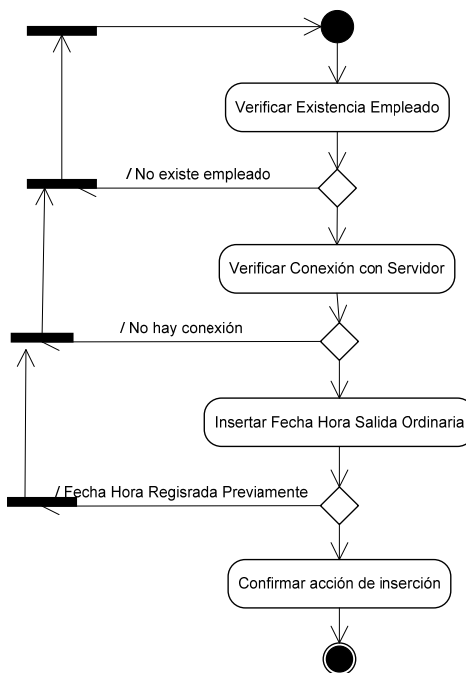 Verificar Existencia Empleado
/ No existe empleado
Verificar Conexión con Servidor
/ No hay conexión
Insertar Fecha Hora Salida Ordinaria
/ Fecha Hora Regisrada Previamente
Confirmar acción de inserción